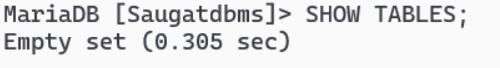 MariaDB [Saugatdbms]> SHOW TABLES;
Empty set (0.305 sec)